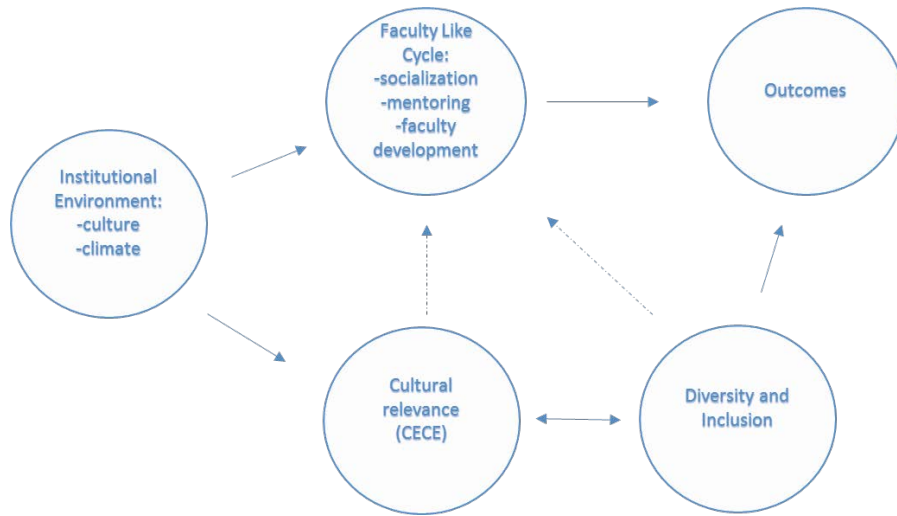 Institutional
Environment:
-culture
-climate
Faculty Like
Cycle:
-socialization
-mentoring
-faculty
development
Outcomes
Cultural
relevance
(CECE)
Diversity and
Inclusion